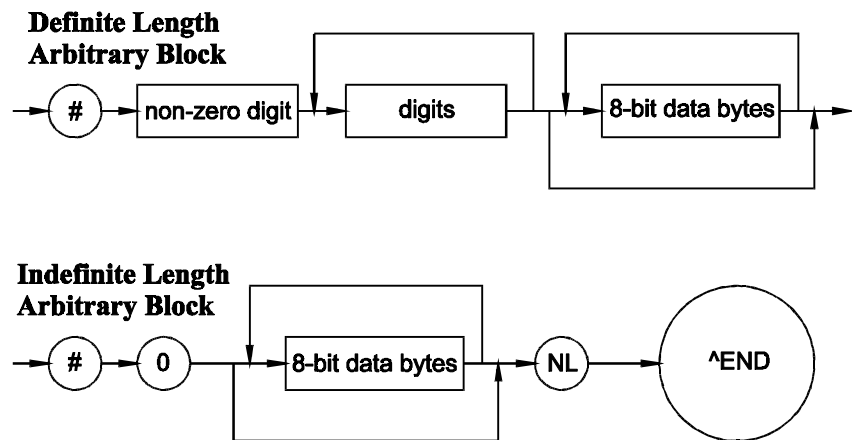 Definite Length
Arbitrary Block
# non-zero digit digits 8-bit data bytes
Indefinite Length
Arbitrary Block
# 0 8-bit data bytes NL ^END